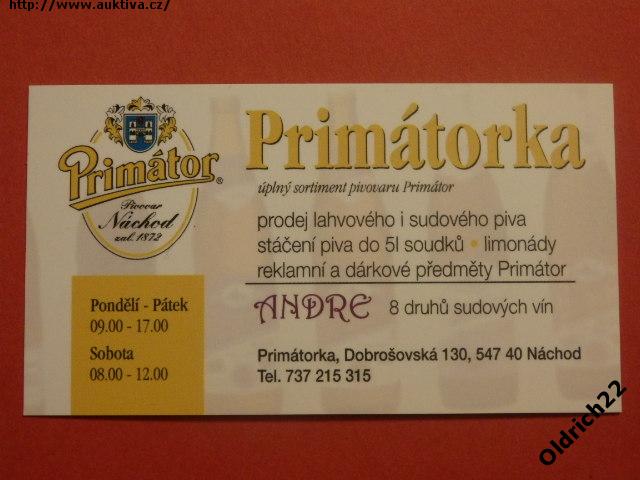 http://www.auktiva.cz/
Primátor®
Pivovar
Náchod
zal. 1872
Primátorka
úplný sortiment pivovaru Primátor
prodej lahvového i sudového piva
stáčení piva do 5l soudků • limonády
reklamní a dárkové předměty Primátor
ANDRE 8 druhů sudových vín
Pondělí - Pátek
09.00 - 17.00
Sobota
08.00 - 12.00
Primátorka, Dobrošovská 130, 547 40 Náchod
Tel. 737 215 315
Oldrich22